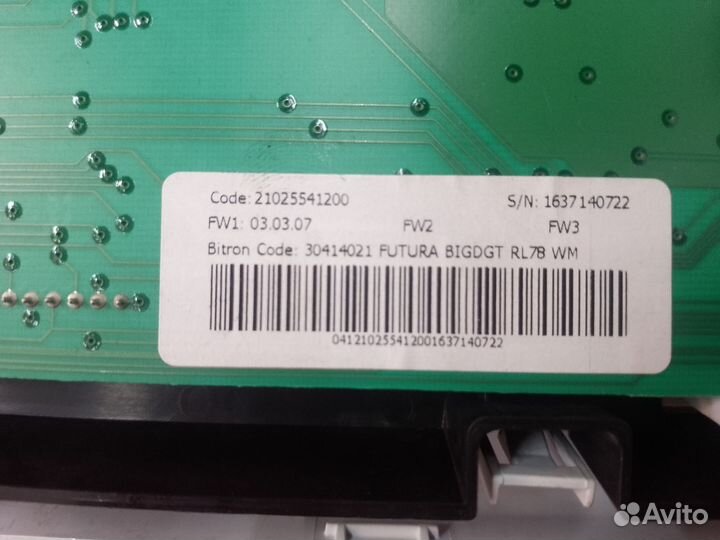 Code: 21025541200 S/N: 1637140722
FW1: 03.03.07 FW2 FW3
Bitron Code: 30414021 FUTURA BIGDGT RL78 WM
041210255412001637140722
Avito